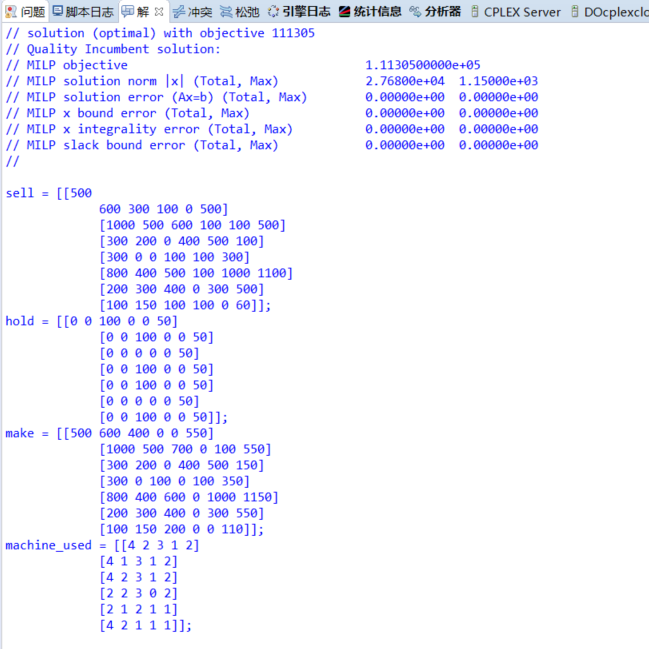 问题 脚本日志 解 冲突 松弛 引擎日志 统计信息 分析器 CPLEX Server DOcplexclo
// solution (optimal) with objective 111305
// Quality Incumbent solution:
// MILP objective 1.1130500000e+05
// MILP solution norm |x| (Total, Max) 2.76800e+04 1.15000e+03
// MILP solution error (Ax=b) (Total, Max) 0.00000e+00 0.00000e+00
// MILP x bound error (Total, Max) 0.00000e+00 0.00000e+00
// MILP x integrality error (Total, Max) 0.00000e+00 0.00000e+00
// MILP slack bound error (Total, Max) 0.00000e+00 0.00000e+00
//
sell = [[500
600 300 100 0 500]
[1000 500 600 100 100 500]
[300 200 0 400 500 100]
[300 0 0 100 100 300]
[800 400 500 100 1000 1100]
[200 300 400 0 300 500]
[100 150 100 100 0 60]];
hold = [[0 0 100 0 0 50]
[0 0 100 0 0 50]
[0 0 0 0 0 50]
[0 0 100 0 0 50]
[0 0 100 0 0 50]
[0 0 0 0 0 50]
[0 0 100 0 0 50]];
make = [[500 600 400 0 0 550]
[1000 500 700 0 100 550]
[300 200 0 400 500 150]
[300 0 100 0 100 350]
[800 400 600 0 1000 1150]
[200 300 400 0 300 550]
[100 150 200 0 0 110]];
machine_used = [[4 2 3 1 2]
[4 1 3 1 2]
[4 2 3 1 2]
[2 2 3 0 2]
[2 1 2 1 1]
[4 2 1 1 1]];